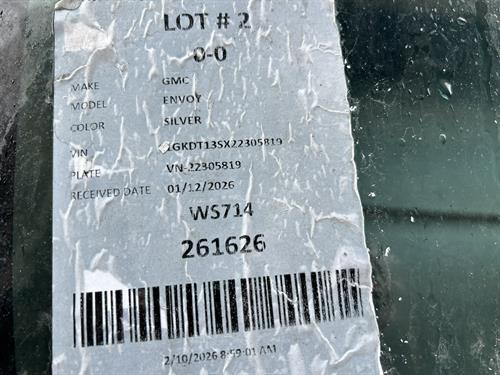 LOT # 2
0-0
MAKE GMC
MODEL ENVOY
COLOR SILVER
VIN 1GKDT13SX22305819
PLATE VN-22305819
RECEIVED DATE 01/12/2026
WS714
261626
2/10/2026 8:59:01 AM